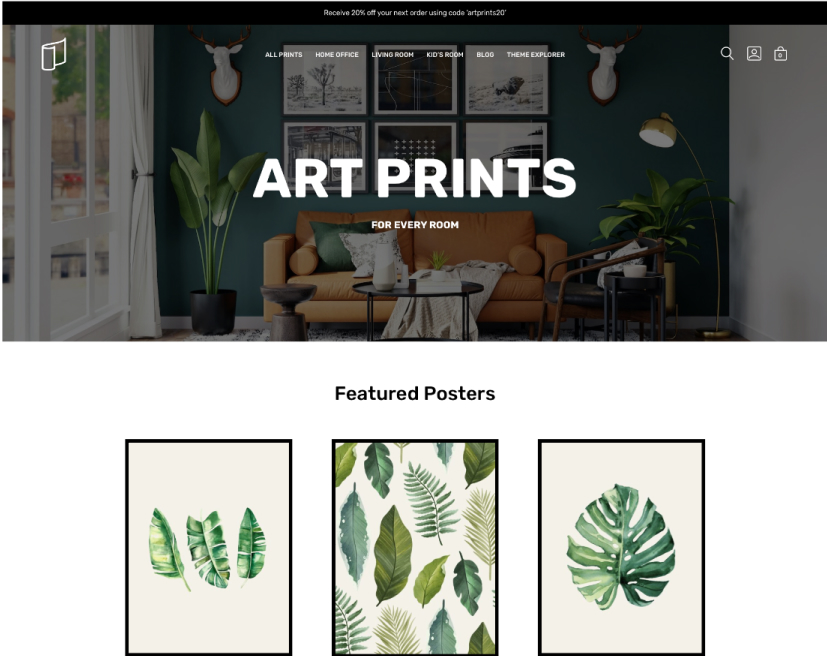 Receive 20% off your next order using code 'artprints20'
ALL PRINTS HOME OFFICE LIVING ROOM KID'S ROOM BLOG THEME EXPLORER
0
ART PRINTS
FOR EVERY ROOM
Featured Posters